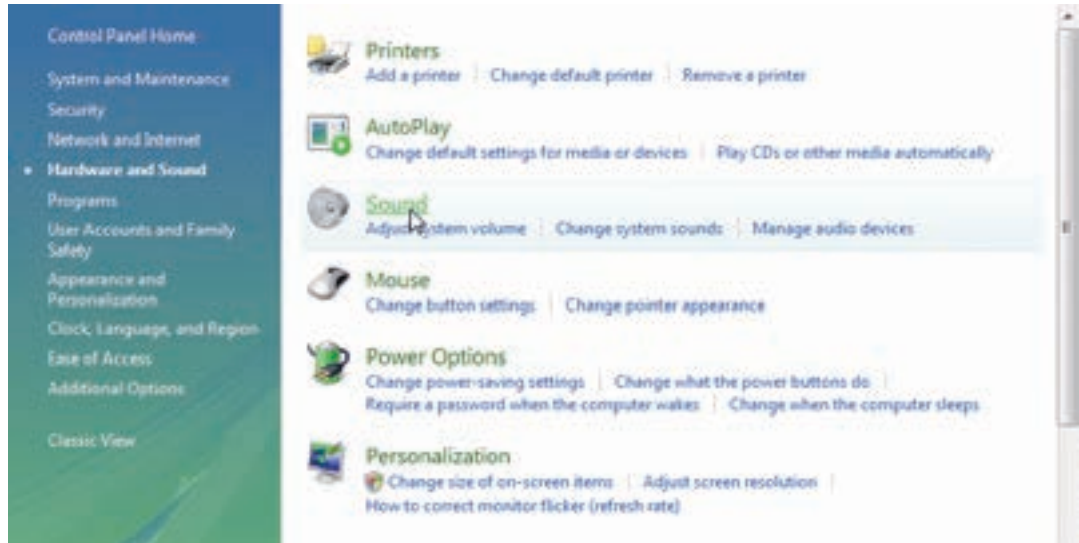 Control Panel Home
System and Maintenance
Security
Network and Internet
Hardware and Sound
Programs
User Accounts and Family
Safety
Appearance and
Personalization
Clock, Language, and Region
Ease of Access
Additional Options
Classic View
Printers
Add a printer Change default printer Remove a printer
AutoPlay
Change default settings for media or devices Play CDs or other media automatically
Sound
Adjust system volume Change system sounds Manage audio devices
Mouse
Change button settings Change pointer appearance
Power Options
Change power-saving settings Change what the power buttons do
Require a password when the computer wakes Change when the computer sleeps
Personalization
Change size of on-screen items Adjust screen resolution
How to correct monitor flicker (refresh rate)